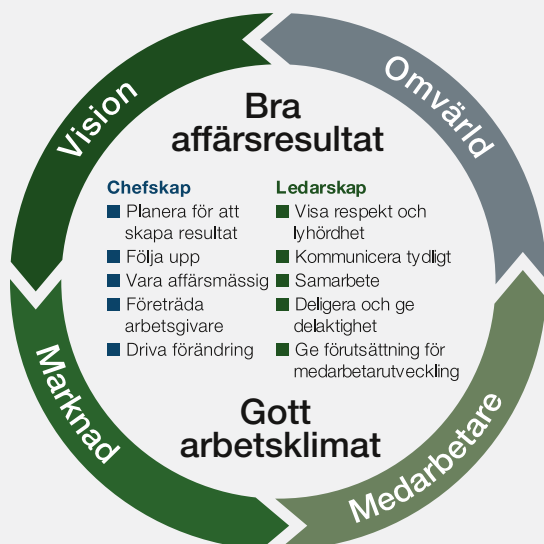 Vision
Omvärld
Bra
affärsresultat
Chefskap
Planera för att
skapa resultat
Följa upp
Vara affärsmässig
Företräda
arbetsgivare
Driva förändring
Ledarskap
Visa respekt och
lyhördhet
Kommunicera tydligt
Samarbete
Deligera och ge
delaktighet
Ge förutsättning för
medarbetarutveckling
Gott
arbetsklimat
Marknad
Medarbetare